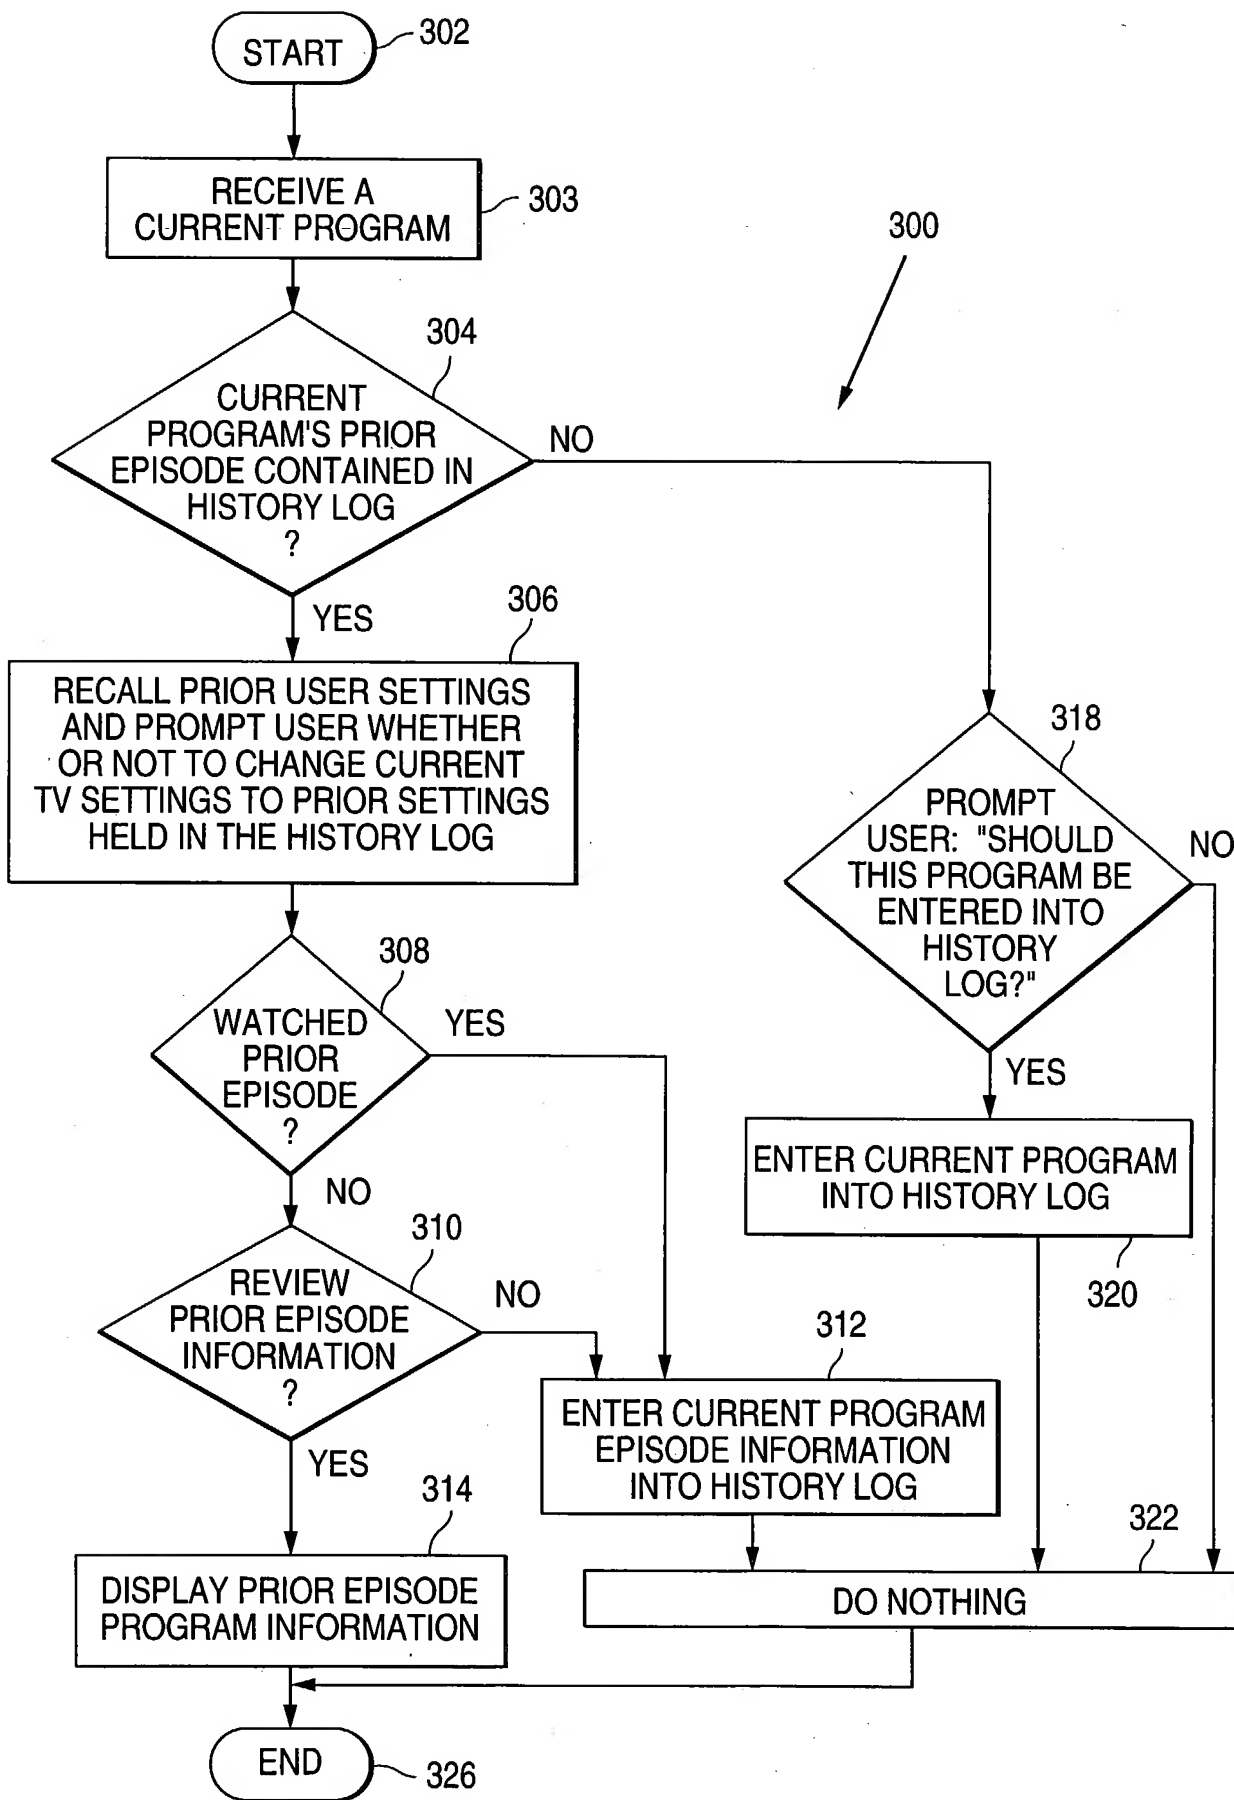 START
302
RECEIVE A
CURRENT PROGRAM
303
300
304
CURRENT
PROGRAM'S PRIOR
EPISODE CONTAINED IN
HISTORY LOG
?
NO
YES
306
RECALL PRIOR USER SETTINGS
AND PROMPT USER WHETHER
OR NOT TO CHANGE CURRENT
TV SETTINGS TO PRIOR SETTINGS
HELD IN THE HISTORY LOG
318
PROMPT
USER: "SHOULD
THIS PROGRAM BE
ENTERED INTO
HISTORY
LOG?"
NO
YES
308
WATCHED
PRIOR
EPISODE
?
YES
NO
ENTER CURRENT PROGRAM
INTO HISTORY LOG
320
310
REVIEW
PRIOR EPISODE
INFORMATION
?
NO
YES
312
ENTER CURRENT PROGRAM
EPISODE INFORMATION
INTO HISTORY LOG
314
DISPLAY PRIOR EPISODE
PROGRAM INFORMATION
322
DO NOTHING
END
326